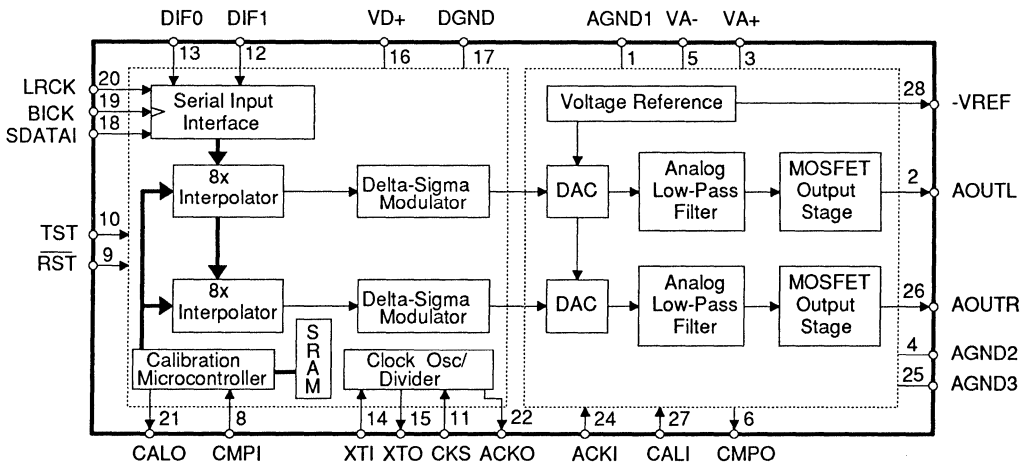 DIF0 DIF1 VD+ DGND AGND1 VA- VA+
13 12 16 17 1 5 3
LRCK 20
BICK 19
SDATAI 18
Serial Input
Interface
Voltage Reference
28 -VREF
8x
Interpolator
Delta-Sigma
Modulator
DAC
Analog
Low-Pass
Filter
MOSFET
Output
Stage
2 AOUTL
TST 10
RST 9
8x
Interpolator
Delta-Sigma
Modulator
DAC
Analog
Low-Pass
Filter
MOSFET
Output
Stage
26 AOUTR
Calibration
Microcontroller
SRAM
Clock Osc/
Divider
4 AGND2
25 AGND3
21 8 14 15 11 22 24 27 6
CALO CMPI XTI XTO CKS ACKO ACKI CALI CMPO